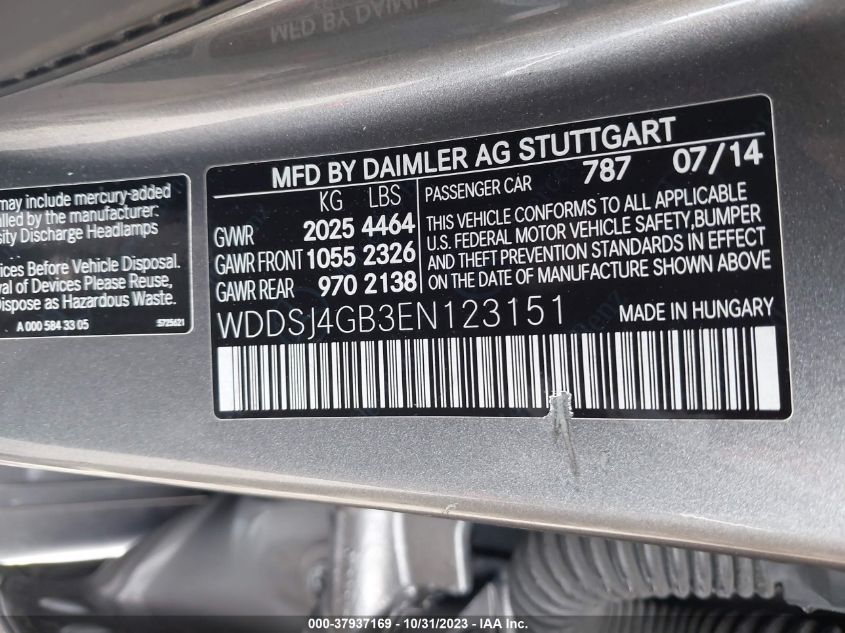 may include mercury-added
by the manufacturer:
Discharge Headlamps
Before Vehicle Disposal.
of Devices Please Reuse,
Dispose as Hazardous Waste.
A 000 584 33 05
5725621
MFD BY DAIMLER AG STUTTGART
KG LBS
GWWR 2025 4464
GAWR FRONT 1055 2326
GAWR REAR 970 2138
PASSENGER CAR 787 07/14
THIS VEHICLE CONFORMS TO ALL APPLICABLE
U.S. FEDERAL MOTOR VEHICLE SAFETY,BUMPER
AND THEFT PREVENTION STANDARDS IN EFFECT
ON THE DATE OF MANUFACTURE SHOWN ABOVE
WDDSJ4GB3EN123151
MADE IN HUNGARY
000-37937169 - 10/31/2023 - IAA Inc.